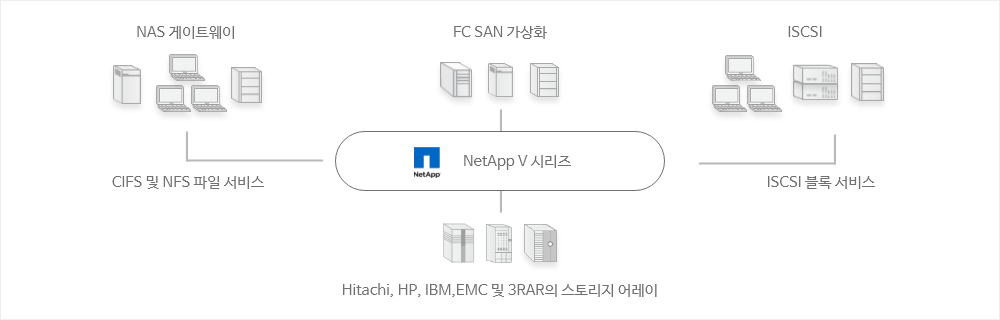 NAS 게이트웨이
FC SAN 가상화
ISCSI
NetApp
NetApp V 시리즈
CIFS 및 NFS 파일 서비스
ISCSI 블록 서비스
Hitachi, HP, IBM,EMC 및 3RAR의 스토리지 어레이